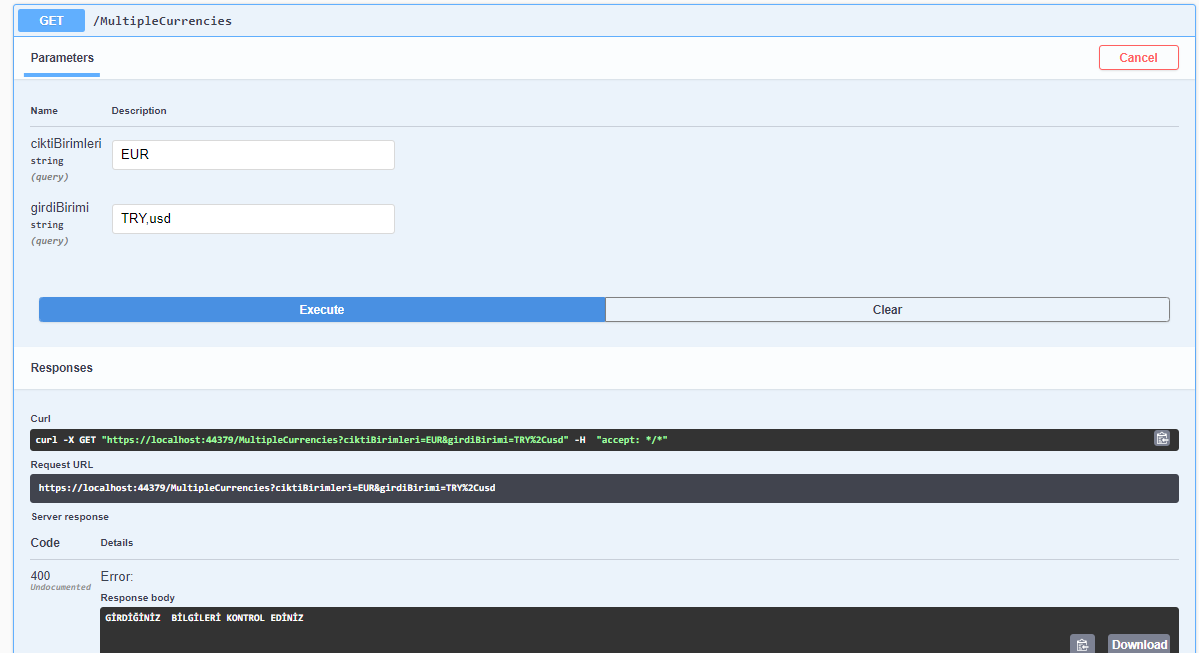 GET /MultipleCurrencies
Parameters
Cancel
Name Description
ciktiBirimleri
string
(query)
EUR
girdiBirimi
string
(query)
TRY,usd
Execute Clear
Responses
Curl
curl -X GET "https://localhost:44379/MultipleCurrencies?ciktiBirimleri=EUR&girdiBirimi=TRY%2Cusd" -H  "accept: */*"
Request URL
https://localhost:44379/MultipleCurrencies?ciktiBirimleri=EUR&girdiBirimi=TRY%2Cusd
Server response
Code Details
400
Undocumented
Error:
Response body
GİRDİĞİNİZ  BİLGİLERİ KONTROL EDİNİZ
Download